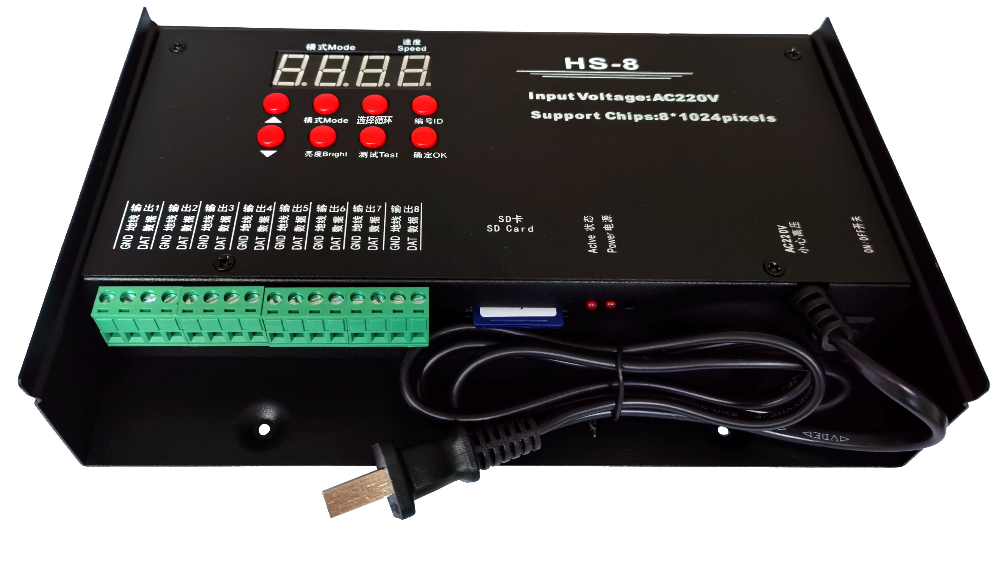 模式Mode
速度
Speed
HS-8
Input Voltage:AC220V
Support Chips:8*1024pixels
模式Mode
选择循环
编号ID
亮度Bright
测试Test
确定OK
输出1
GND 地线
DAT 数据
输出2
GND 地线
DAT 数据
输出3
GND 地线
DAT 数据
输出4
GND 地线
DAT 数据
输出5
GND 地线
DAT 数据
输出6
GND 地线
DAT 数据
输出7
GND 地线
DAT 数据
输出8
GND 地线
DAT 数据
SD卡
SD Card
Actve 状态
Power电源
AC220V
小心高压
ON/OFF开关
VDE